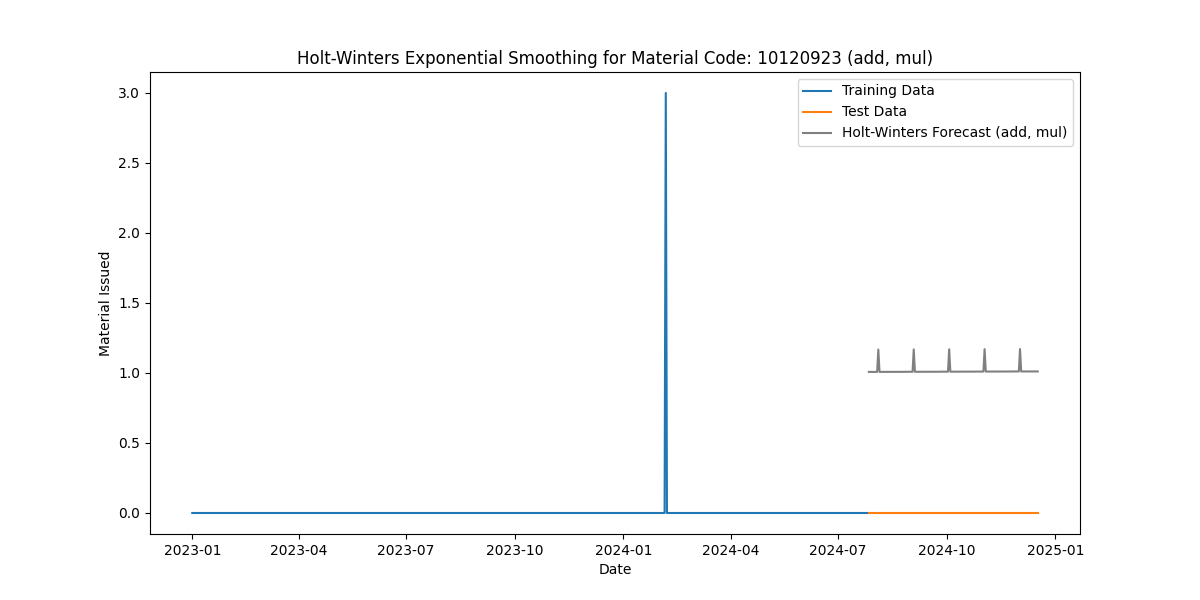 Holt-Winters Exponential Smoothing for Material Code: 10120923 (add, mul)
Training Data
Test Data
Holt-Winters Forecast (add, mul)
Material Issued
3.0
2.5
2.0
1.5
1.0
0.5
0.0
2023-01 2023-04 2023-07 2023-10 2024-01 2024-04 2024-07 2024-10 2025-01
Date